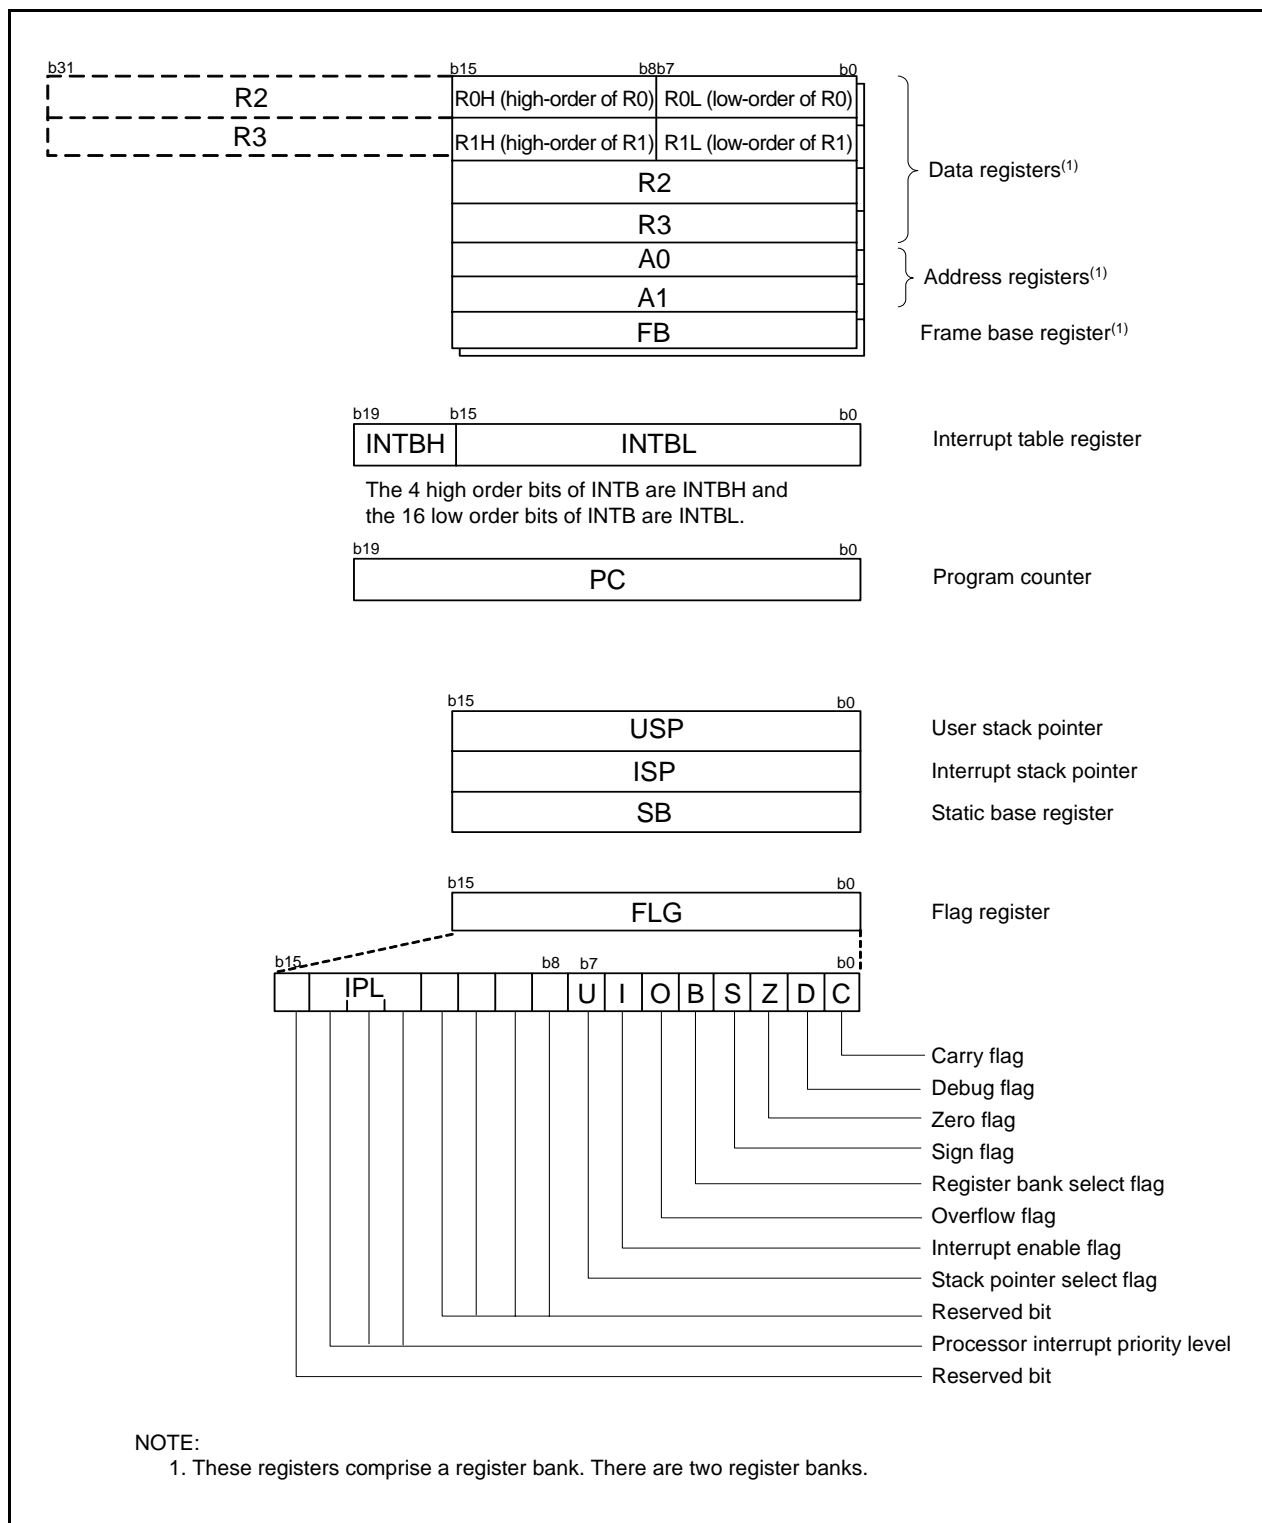 b31 b15 b8b7 b0
R2 R0H (high-order of R0) R0L (low-order of R0)
R3 R1H (high-order of R1) R1L (low-order of R1)
R2
Data registers(1)
R3
A0
Address registers(1)
A1
FB Frame base register(1)
b19 b15 b0
INTBH INTBL Interrupt table register
The 4 high order bits of INTB are INTBH and
the 16 low order bits of INTB are INTBL.
b19 b0
PC Program counter
b15 b0
USP User stack pointer
ISP Interrupt stack pointer
SB Static base register
b15 b0
FLG Flag register
b15 b8 b7 b0
IPL U I O B S Z D C
Carry flag
Debug flag
Zero flag
Sign flag
Register bank select flag
Overflow flag
Interrupt enable flag
Stack pointer select flag
Reserved bit
Processor interrupt priority level
Reserved bit
NOTE:
1. These registers comprise a register bank. There are two register banks.